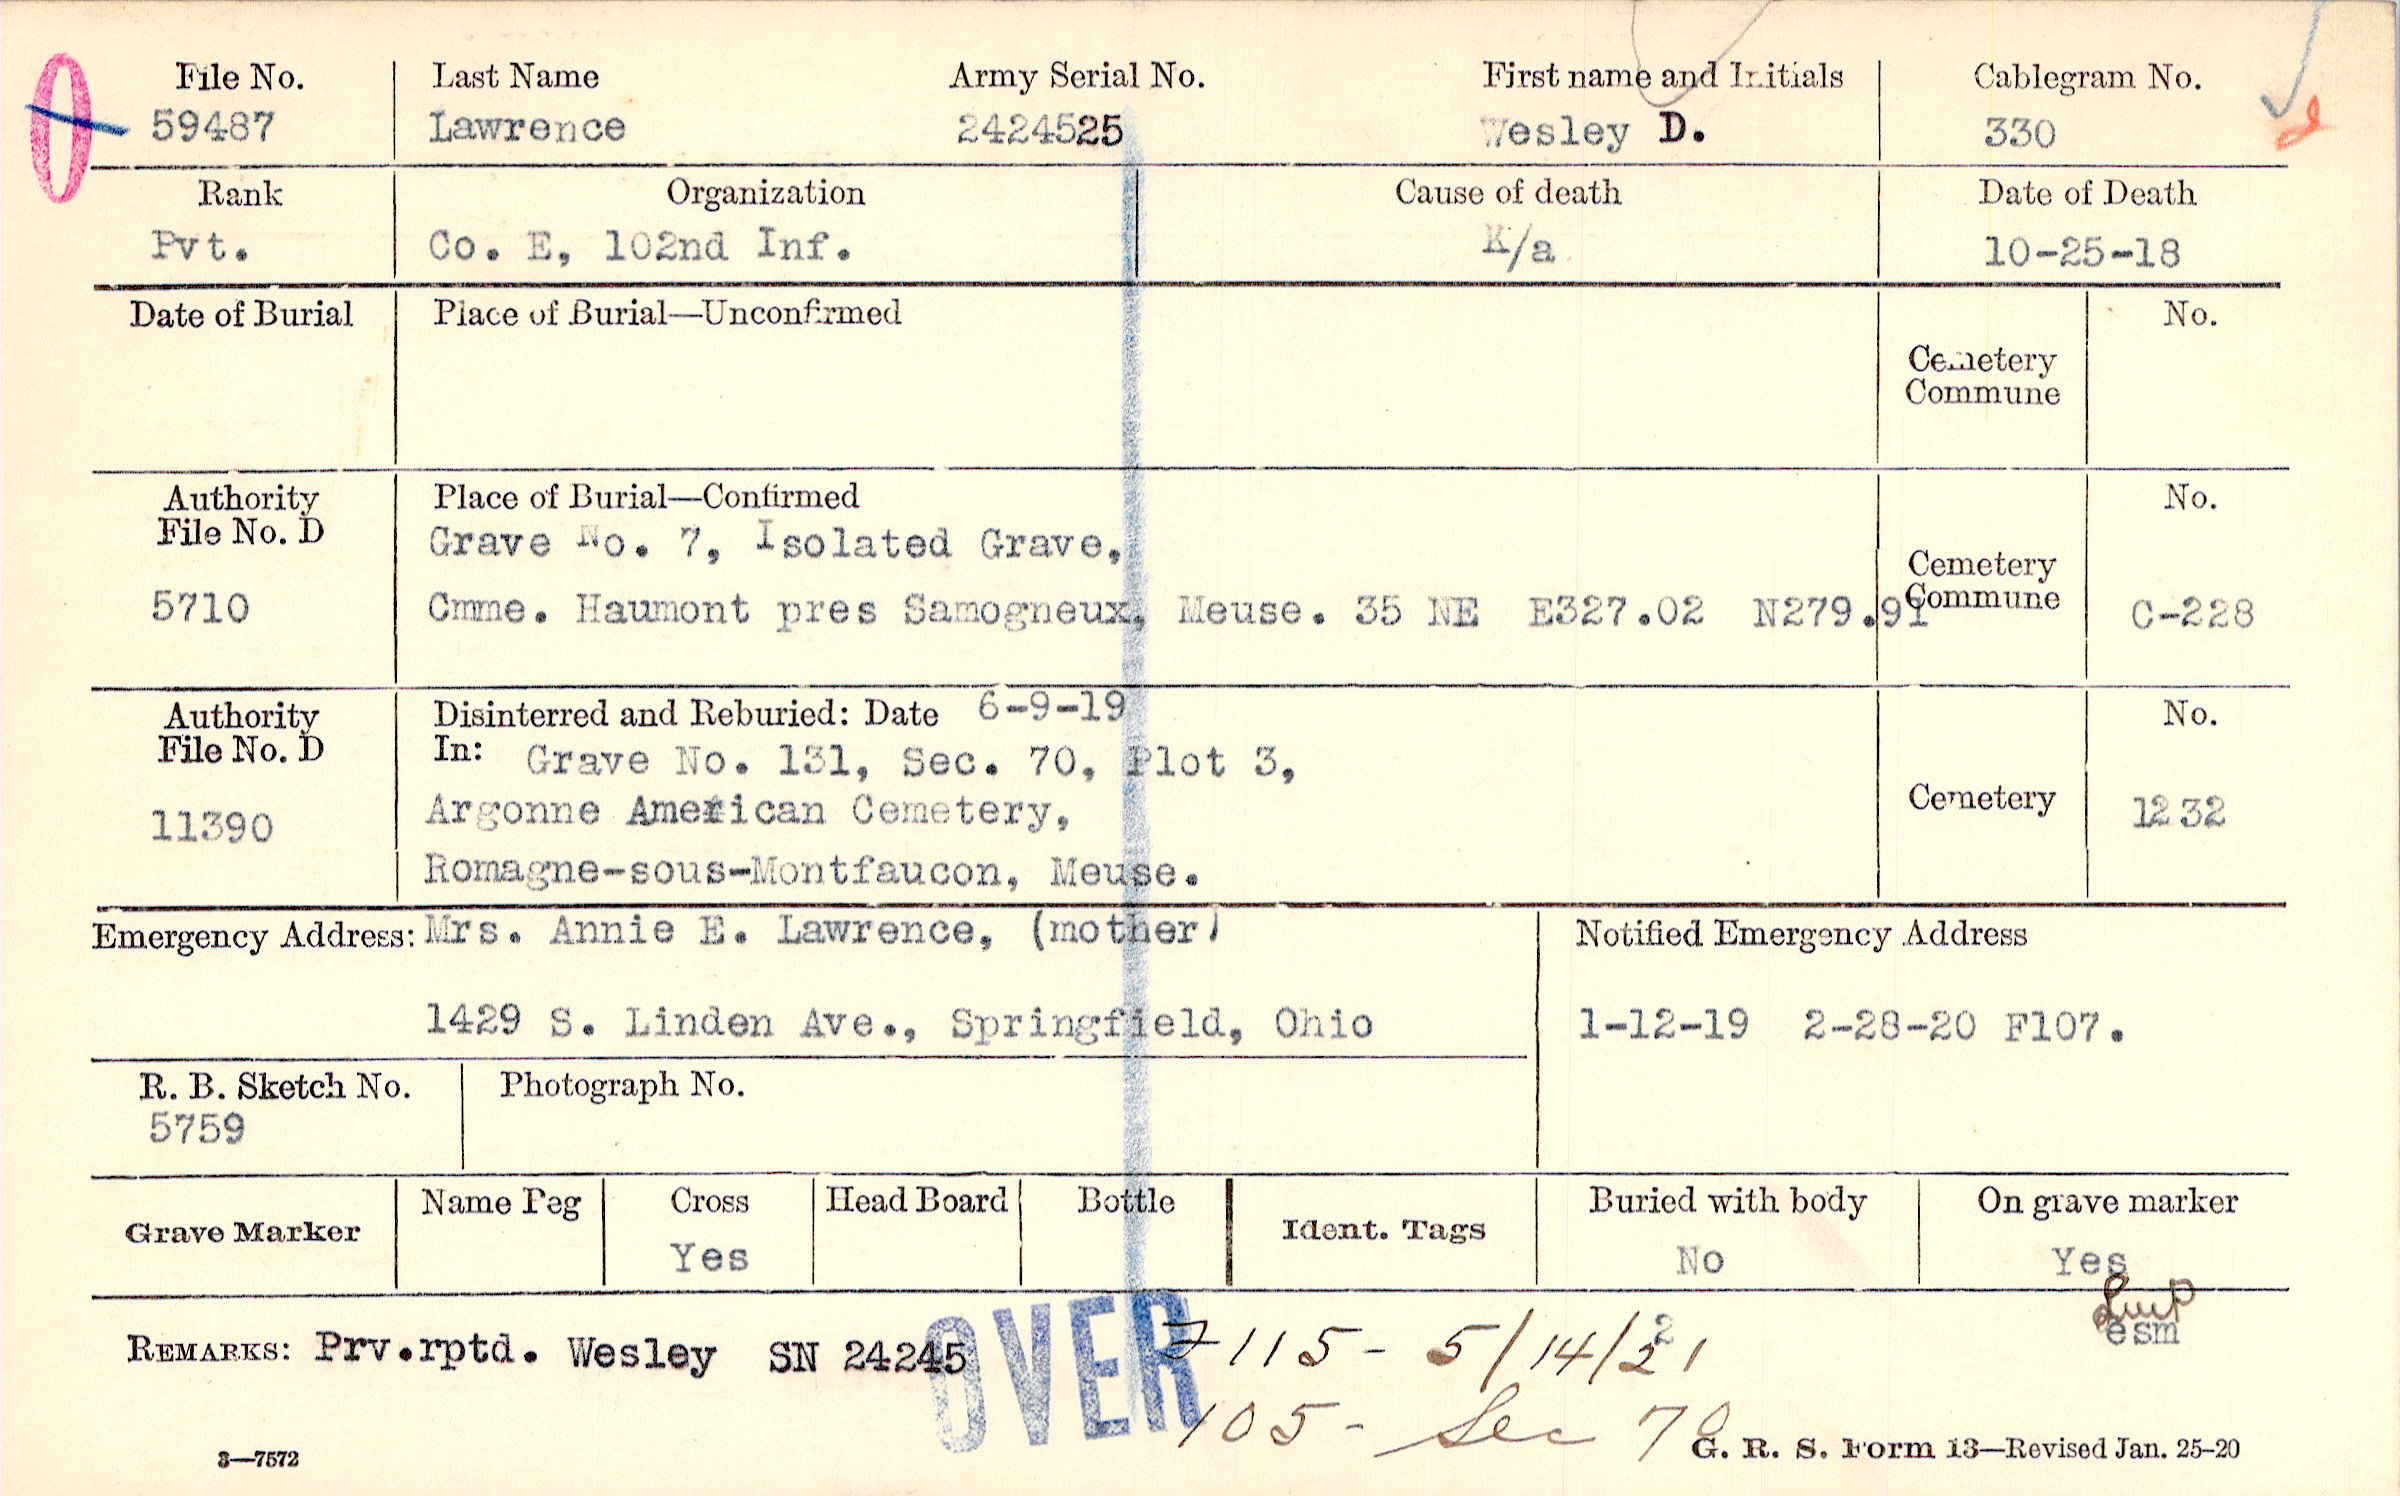 File No. Last Name Army Serial No. First name and Initials Cablegram No.
59487 Lawrence 2424525 Wesley D. 330
Rank Organization Cause of death Date of Death
Pvt. Co. E, 102nd Inf. K/a 10-25-18
Date of Burial Place of Burial—Unconfirmed No.
Cemetery
Commune
Authority Place of Burial—Confirmed No.
File No. D Grave No. 7, Isolated Grave,
Cemetery
Commune
5710 Cmme. Haumont pres Samogneux, Meuse. 35 NE E327.02 N279.91 C-228
Authority Disinterred and Reburied: Date 6-9-19 No.
File No. D In: Grave No. 131, Sec. 70, Plot 3,
11390 Argonne American Cemetery, Cemetery 1232
Romagne-sous-Montfaucon, Meuse.
Emergency Address: Mrs. Annie E. Lawrence, (mother) Notified Emergency Address
1429 S. Linden Ave., Springfield, Ohio 1-12-19 2-28-20 F107.
R. B. Sketch No. Photograph No.
5759
Grave Marker Name Peg Cross Head Board Bottle Ident. Tags Buried with body On grave marker
Yes No Yes
esm
REMARKS: Prv.rptd. Wesley SN 24245 OVER 7115- 5/14/21
2
105- Sec 70
3—7572 G. R. S. Form 13—Revised Jan. 25-20